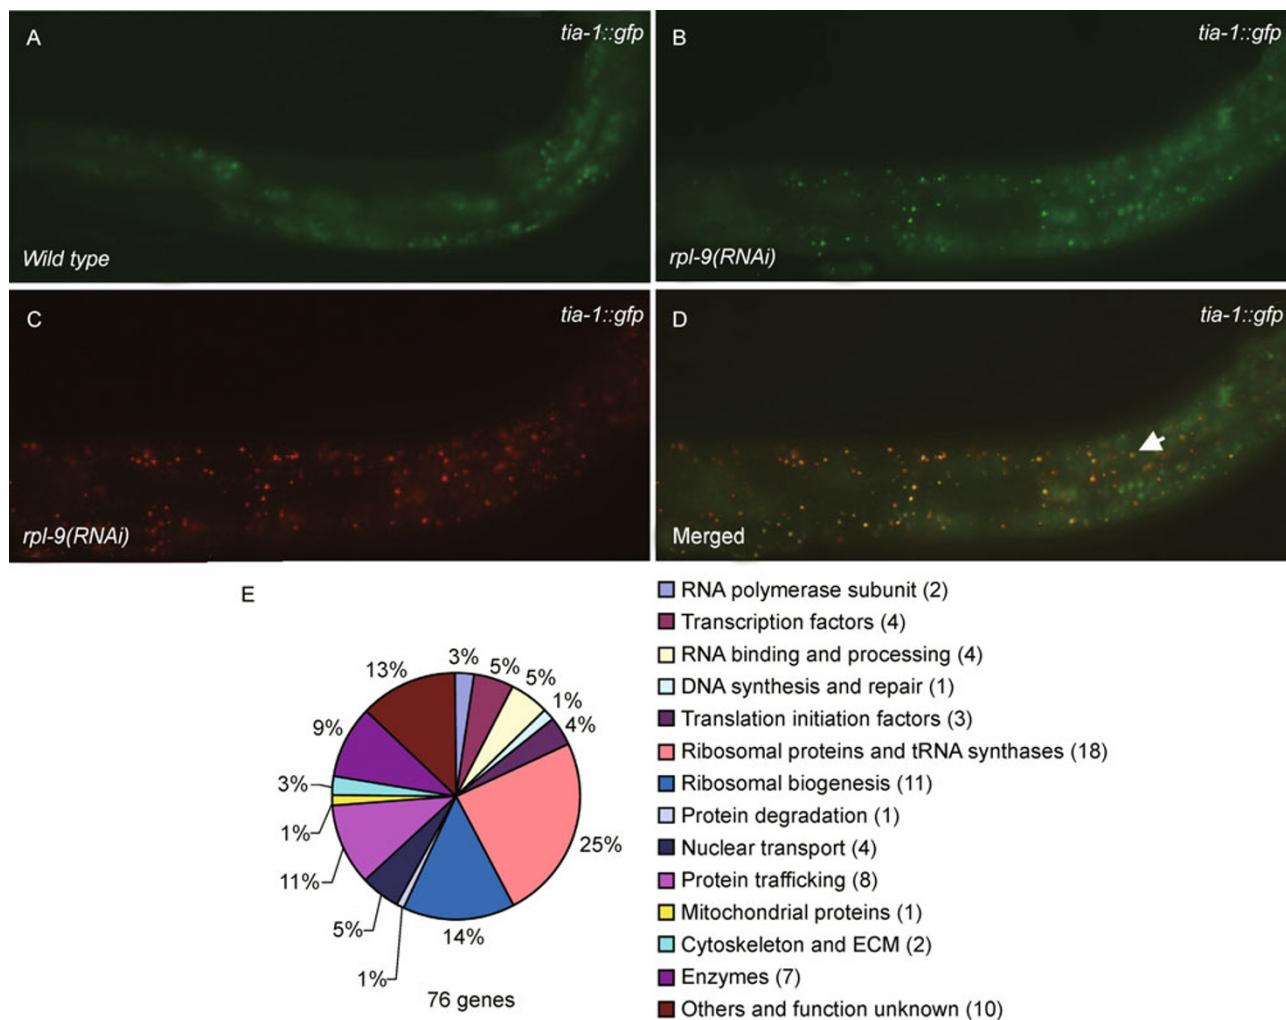 A
tia-1::gfp
Wild type
B
tia-1::gfp
rpl-9(RNAi)
C
tia-1::gfp
rpl-9(RNAi)
D
tia-1::gfp
Merged
E
3%
5%
5%
1%
4%
25%
14%
1%
5%
11%
1%
3%
9%
13%
76 genes
RNA polymerase subunit (2)
Transcription factors (4)
RNA binding and processing (4)
DNA synthesis and repair (1)
Translation initiation factors (3)
Ribosomal proteins and tRNA synthases (18)
Ribosomal biogenesis (11)
Protein degradation (1)
Nuclear transport (4)
Protein trafficking (8)
Mitochondrial proteins (1)
Cytoskeleton and ECM (2)
Enzymes (7)
Others and function unknown (10)